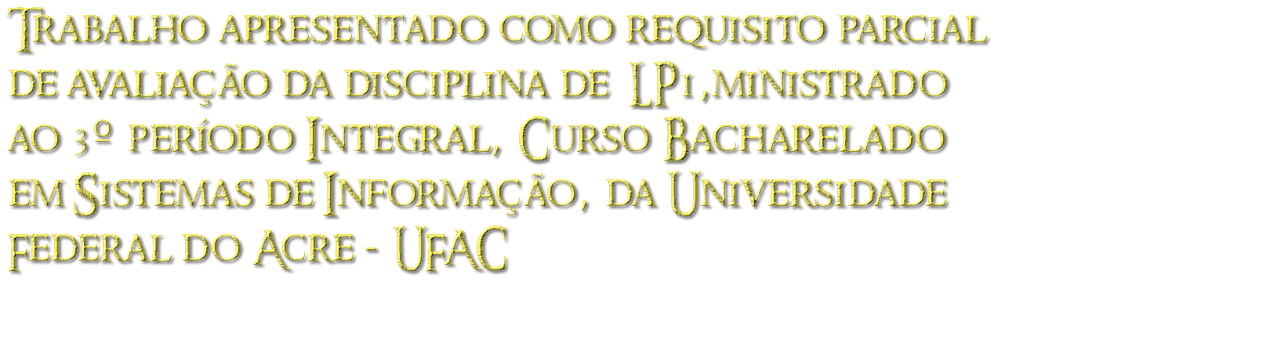 Trabalho apresentado como requisito parcial
de avaliação da disciplina de LP1,ministrado
ao 3º período Integral, Curso Bacharelado
em Sistemas de Informação, da Universidade
Federal do Acre - UFAC